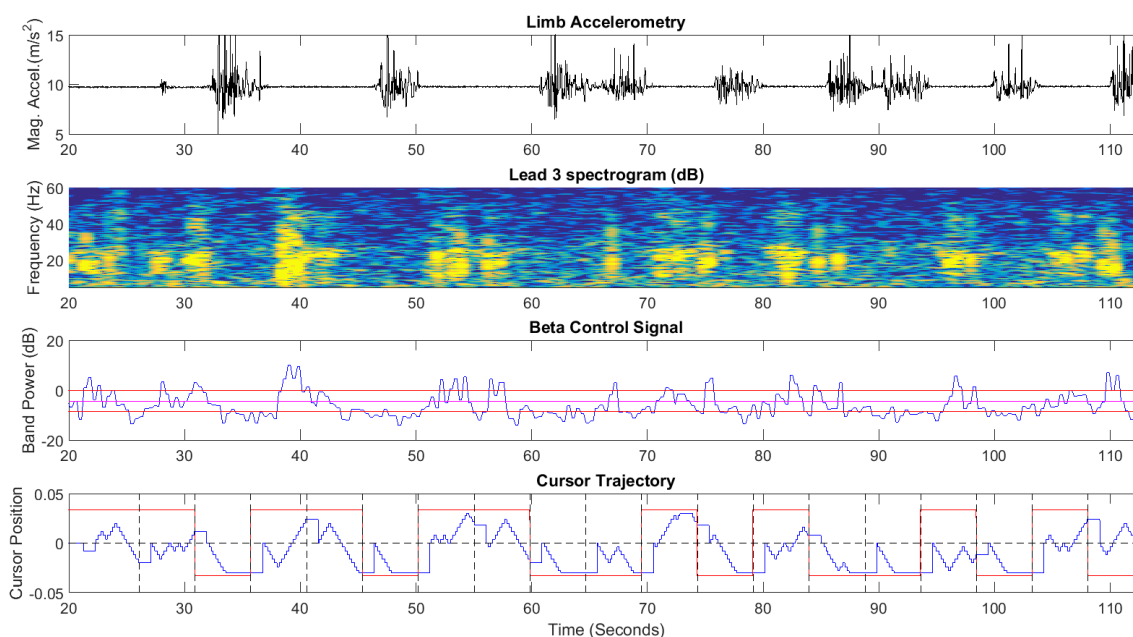 Limb Accelerometry
Mag. Accel.(m/s²)
15
10
5
20 30 40 50 60 70 80 90 100 110
Lead 3 spectrogram (dB)
Frequency (Hz)
60
40
20
20 30 40 50 60 70 80 90 100 110
Beta Control Signal
Band Power (dB)
20
0
-20
20 30 40 50 60 70 80 90 100 110
Cursor Trajectory
Cursor Position
0.05
0
-0.05
20 30 40 50 60 70 80 90 100 110
Time (Seconds)